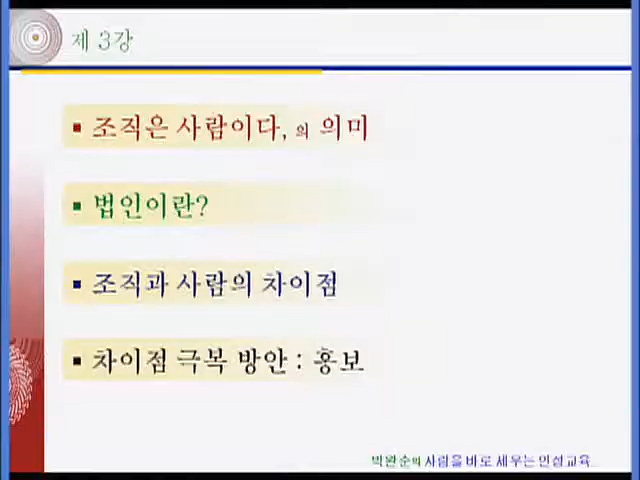 제 3강
▪ 조직은 사람이다, 의 의미
▪ 법인이란?
▪ 조직과 사람의 차이점
▪ 차이점 극복 방안 : 홍보
박완순의 사람을 바로 세우는 인성교육